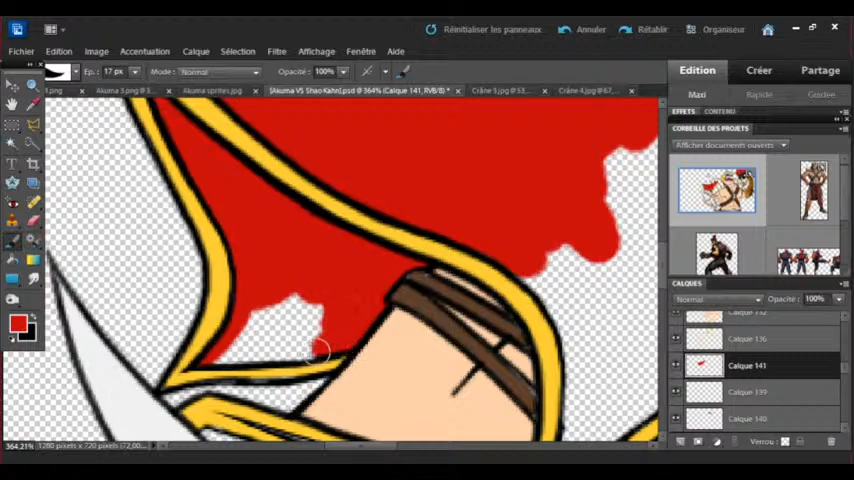 Réinitialiser les panneaux Annuler Rétablir Organiseur
Fichier Edition Image Accentuation Calque Sélection Filtre Affichage Fenêtre Aide
Edition Créer Partage
Ep.: 17 px Mode: Normal Opacité: 100%
Maxi Rapide Guidée
Akuma 3.png @ Akuma sprites.jpg [Akuma VS Shao Kahn].psd @ 364% (Calque 141, RVB/8) * Crâne 3.jpg @ 53, Crâne 4.jpg @ 67,
EFFETS CONTENU
CORBEILLE DES PROJETS
Afficher documents ouverts
CALQUES
Normal Opacité: 100%
Calque 136
Calque 141
Calque 139
Calque 140
364,21% 1280 pixels x 720 pixels (72,00
Verrou: